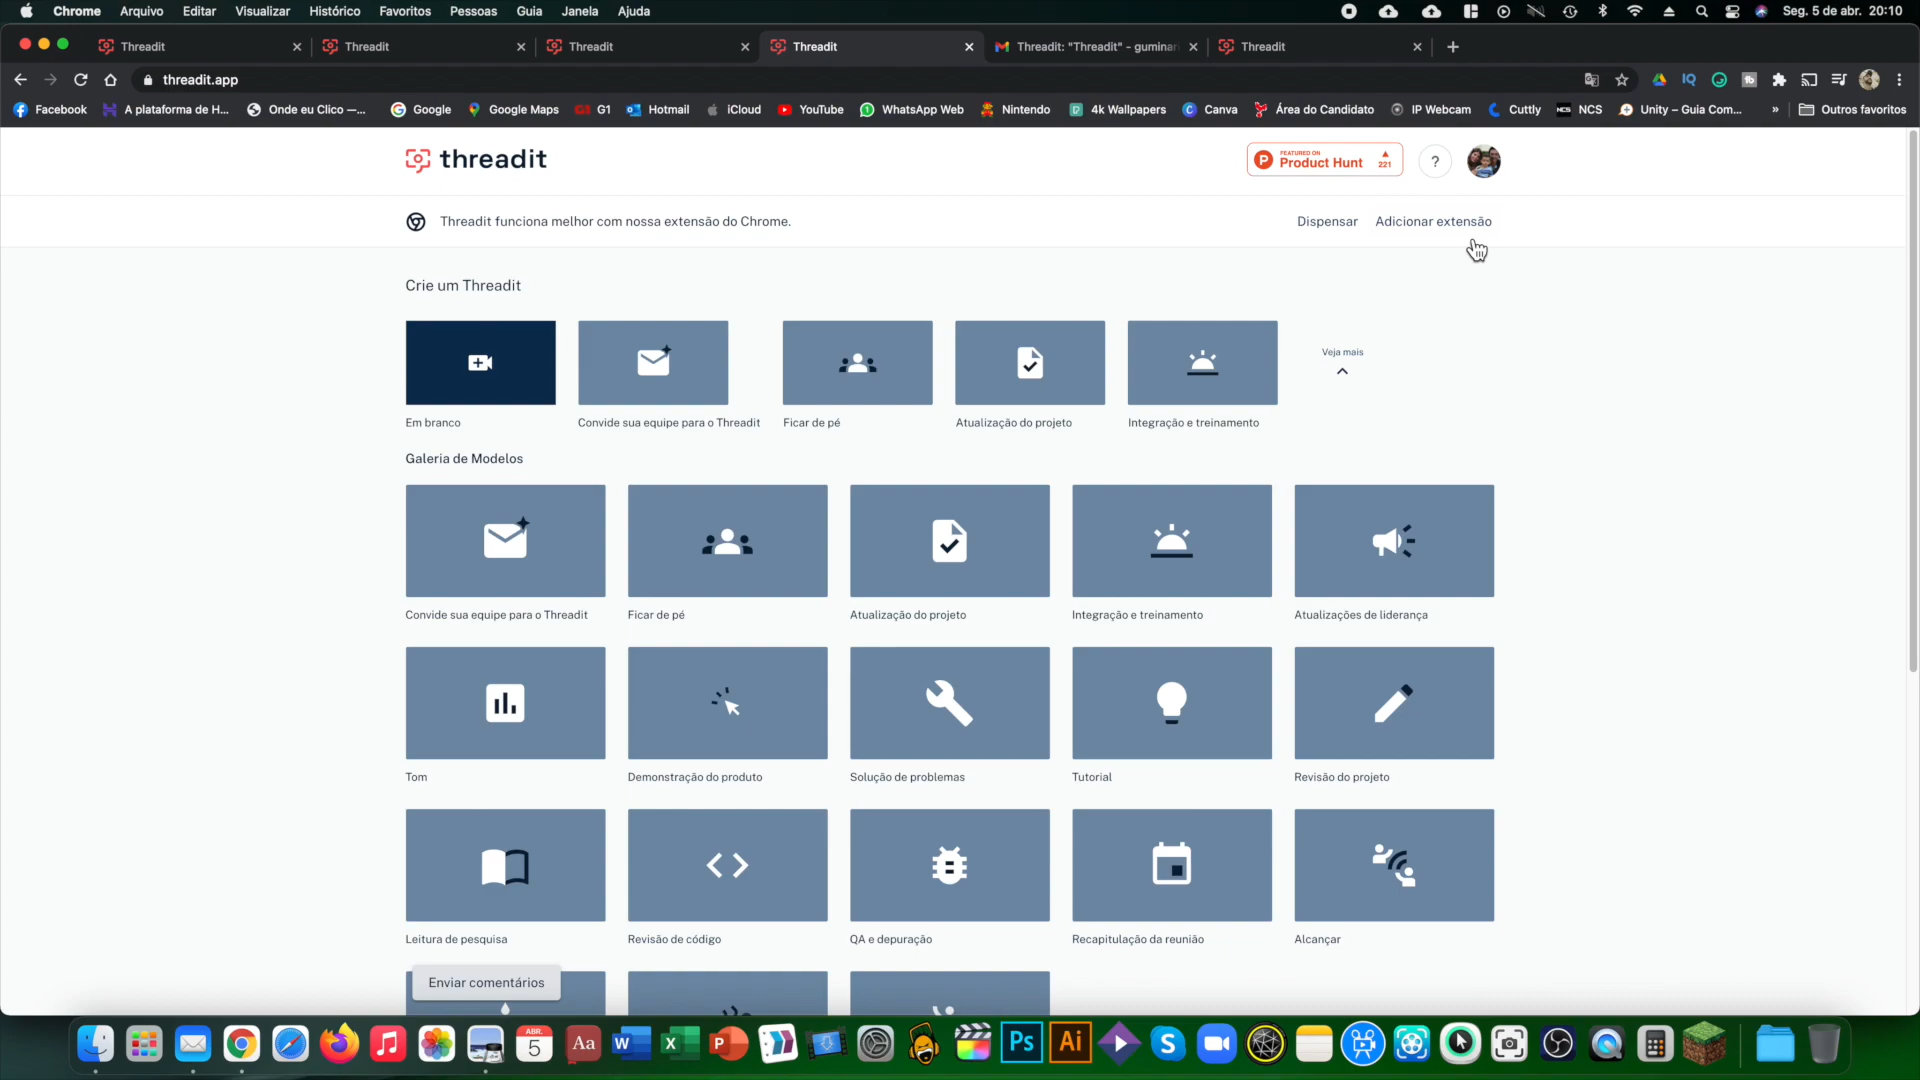 Chrome Arquivo Editar Visualizar Histórico Favoritos Pessoas Guia Janela Ajuda Seg. 5 de abr. 20:10
Threadit Threadit Threadit Threadit Threadit: "Threadit" - guminar Threadit
threadit.app
Facebook A plataforma de H... Onde eu Clico —... Google Google Maps G1 Hotmail iCloud YouTube WhatsApp Web Nintendo 4k Wallpapers Canva Área do Candidato IP Webcam Cuttly NCS Unity – Guia Com... » Outros favoritos
threadit FEATURED ON Product Hunt 221 ?
Threadit funciona melhor com nossa extensão do Chrome. Dispensar Adicionar extensão
Crie um Threadit
Veja mais
Em branco Convide sua equipe para o Threadit Ficar de pé Atualização do projeto Integração e treinamento
Galeria de Modelos
Convide sua equipe para o Threadit Ficar de pé Atualização do projeto Integração e treinamento Atualizações de liderança
Tom Demonstração do produto Solução de problemas Tutorial Revisão do projeto
Leitura de pesquisa Revisão de código QA e depuração Recapitulação da reunião Alcançar
Enviar comentários
ABR. 5 Aa W X P Ps Ai S